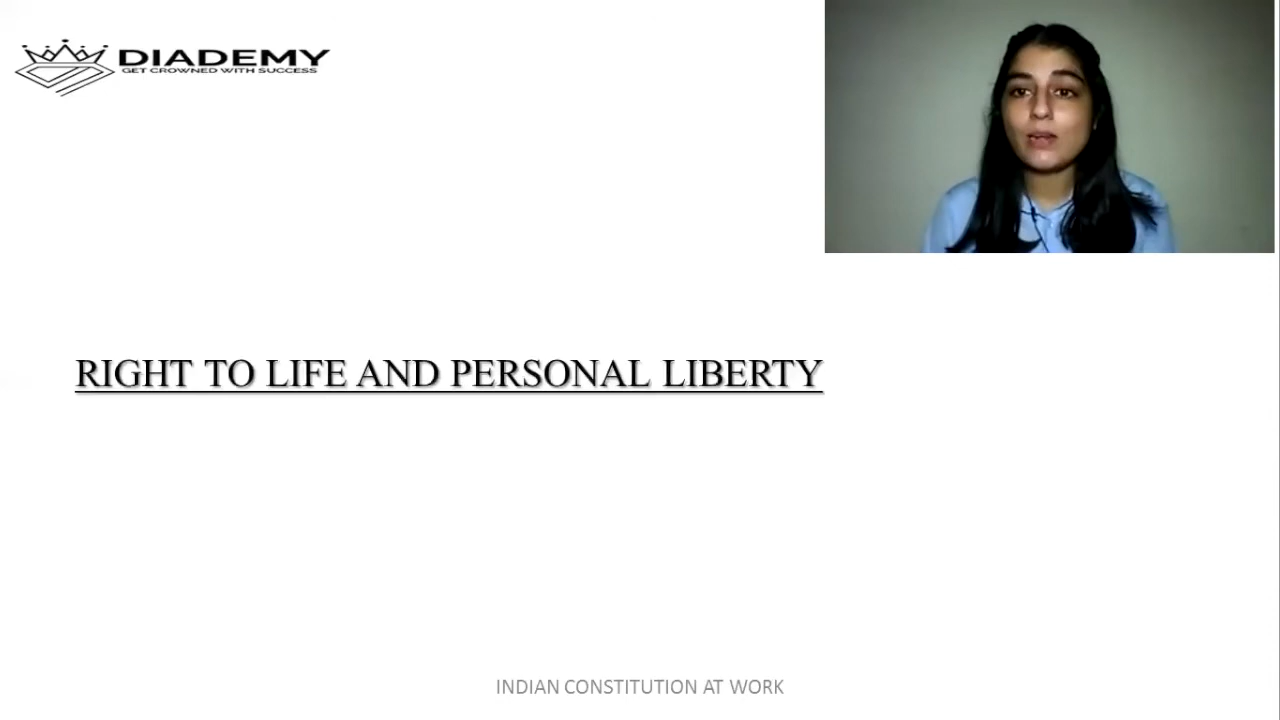 DIADEMY
GET CROWNED WITH SUCCESS
RIGHT TO LIFE AND PERSONAL LIBERTY
INDIAN CONSTITUTION AT WORK